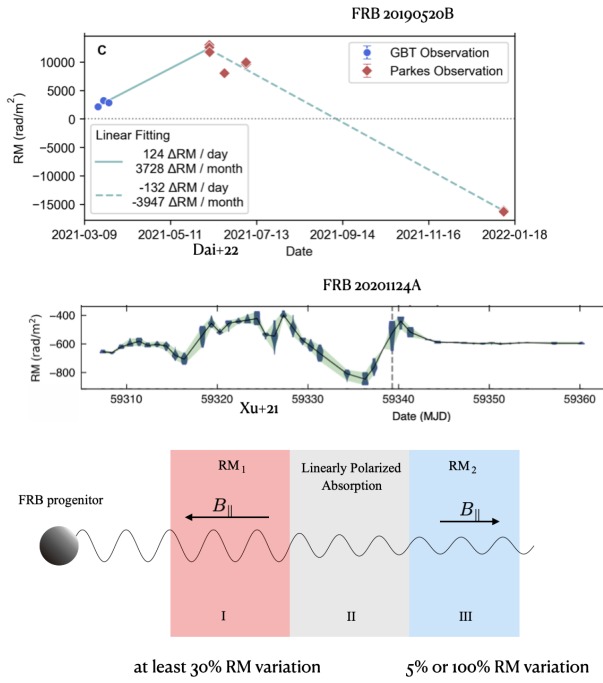 FRB 20190520B
C
GBT Observation
Parkes Observation
RM (rad/m²)
10000
5000
0
−5000
−10000
−15000
Linear Fitting
124 ΔRM / day
3728 ΔRM / month
-132 ΔRM / day
-3947 ΔRM / month
2021-03-09 2021-05-11 2021-07-13 2021-09-14 2021-11-16 2022-01-18
Dai+22 Date
FRB 20201124A
RM (rad/m²)
−400
−600
−800
59310 59320 59330 59340 59350 59360
Xu+21 Date (MJD)
RM₁ Linearly Polarized RM₂
Absorption
FRB progenitor
B|| B||
I II III
at least 30% RM variation 5% or 100% RM variation